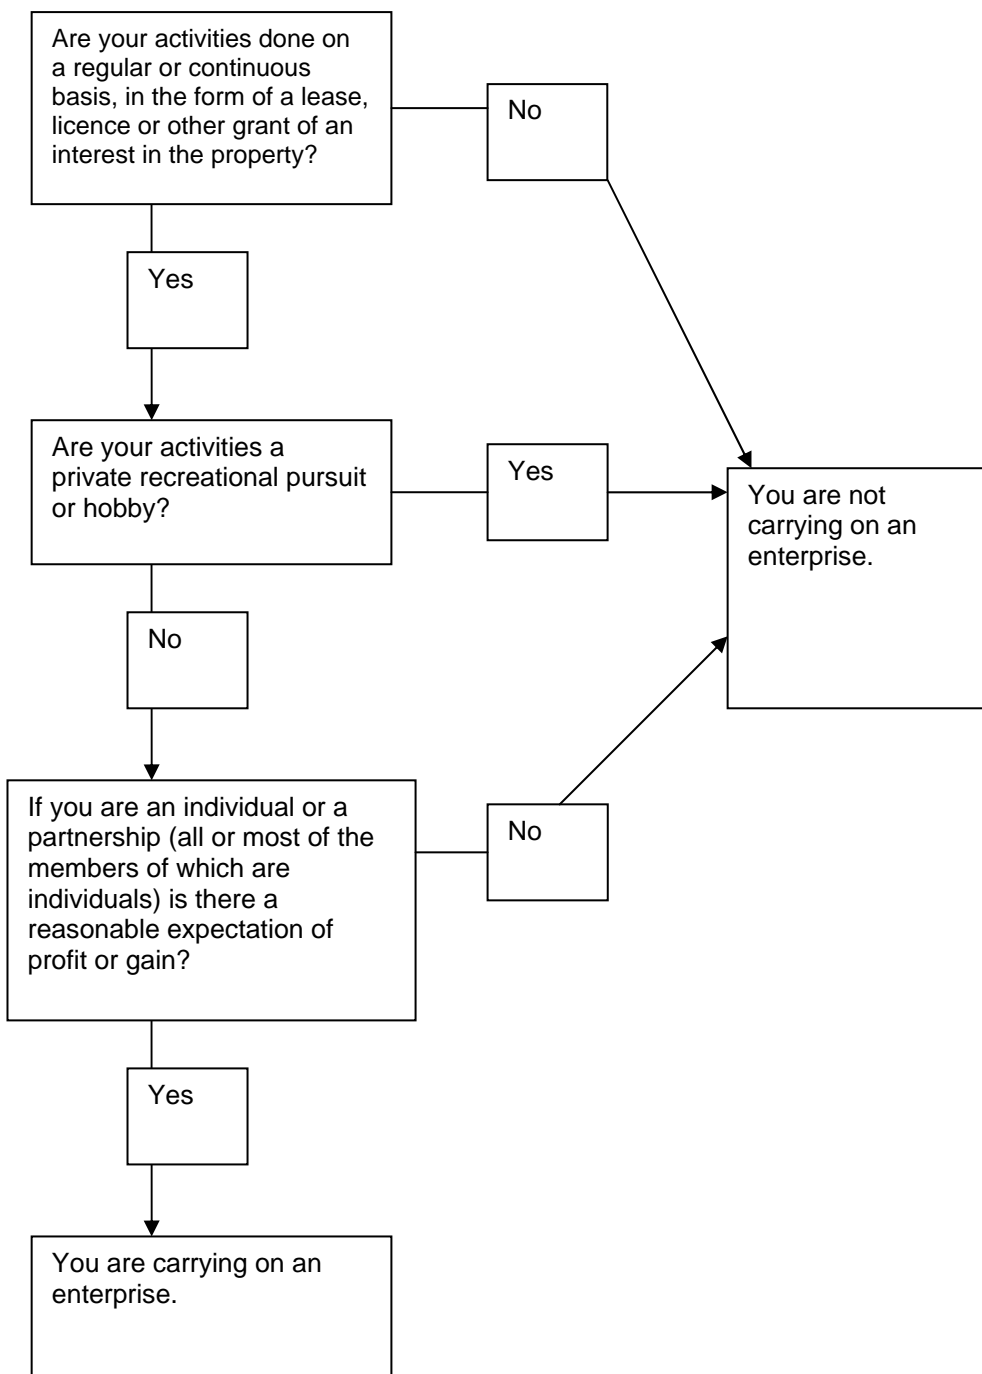 Are your activities done on
a regular or continuous
basis, in the form of a lease,
licence or other grant of an
interest in the property?
No
Yes
Are your activities a
private recreational pursuit
or hobby?
Yes
You are not
carrying on an
enterprise.
No
If you are an individual or a
partnership (all or most of the
members of which are
individuals) is there a
reasonable expectation of
profit or gain?
No
Yes
You are carrying on an
enterprise.